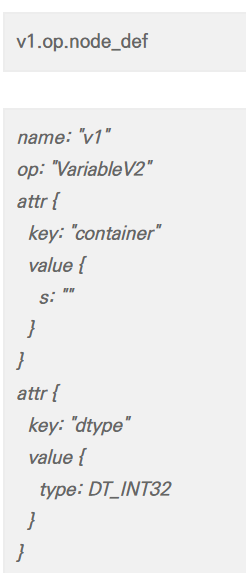 v1.op.node_def
name: "v1"
op: "VariableV2"
attr {
key: "container"
value {
s: ""
}
}
attr {
key: "dtype"
value {
type: DT_INT32
}
}